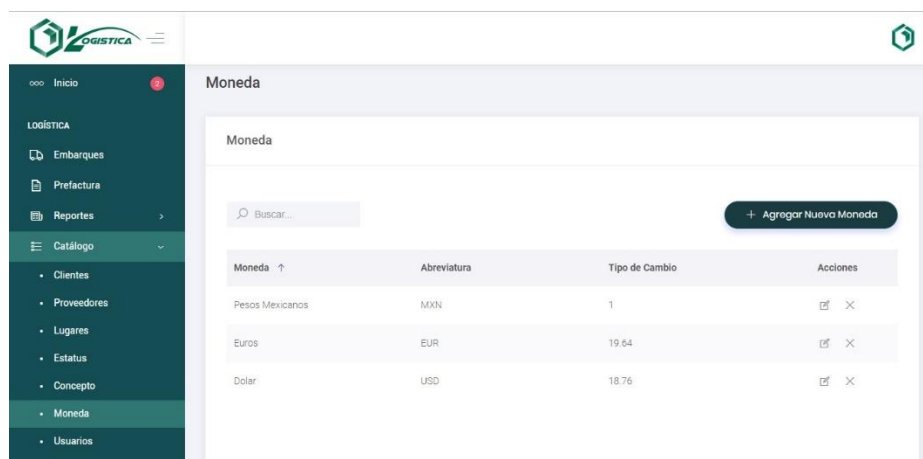 LOGISTICA
Inicio 2
LOGÍSTICA
Embarques
Prefactura
Reportes
Catálogo
Clientes
Proveedores
Lugares
Estatus
Concepto
Moneda
Usuarios
Moneda
Moneda
Buscar...
+ Agregar Nueva Moneda
Moneda ↑ Abreviatura Tipo de Cambio Acciones
Pesos Mexicanos MXN 1
Euros EUR 19.64
Dolar USD 18.76